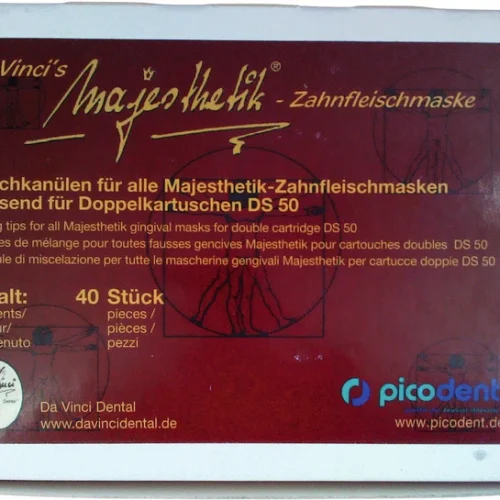 Vinci's
Majesthetik® - Zahnfleischmaske
chkanülen für alle Majesthetik-Zahnfleischmasken
send für Doppelkartuschen DS 50
g tips for all Majesthetik gingival masks for double cartridge DS 50
es de mélange pour toutes fausses gencives Majesthetik pour cartouches doubles DS 50
le di miscelazione per tutte le mascherine gengivali Majesthetik per cartucce doppie DS 50
alt: 40 Stück
ents/ pieces /
ur/ pièces /
enuto pezzi
Da Vinci Dental
www.davincidental.de
picodent
www.picodent.de